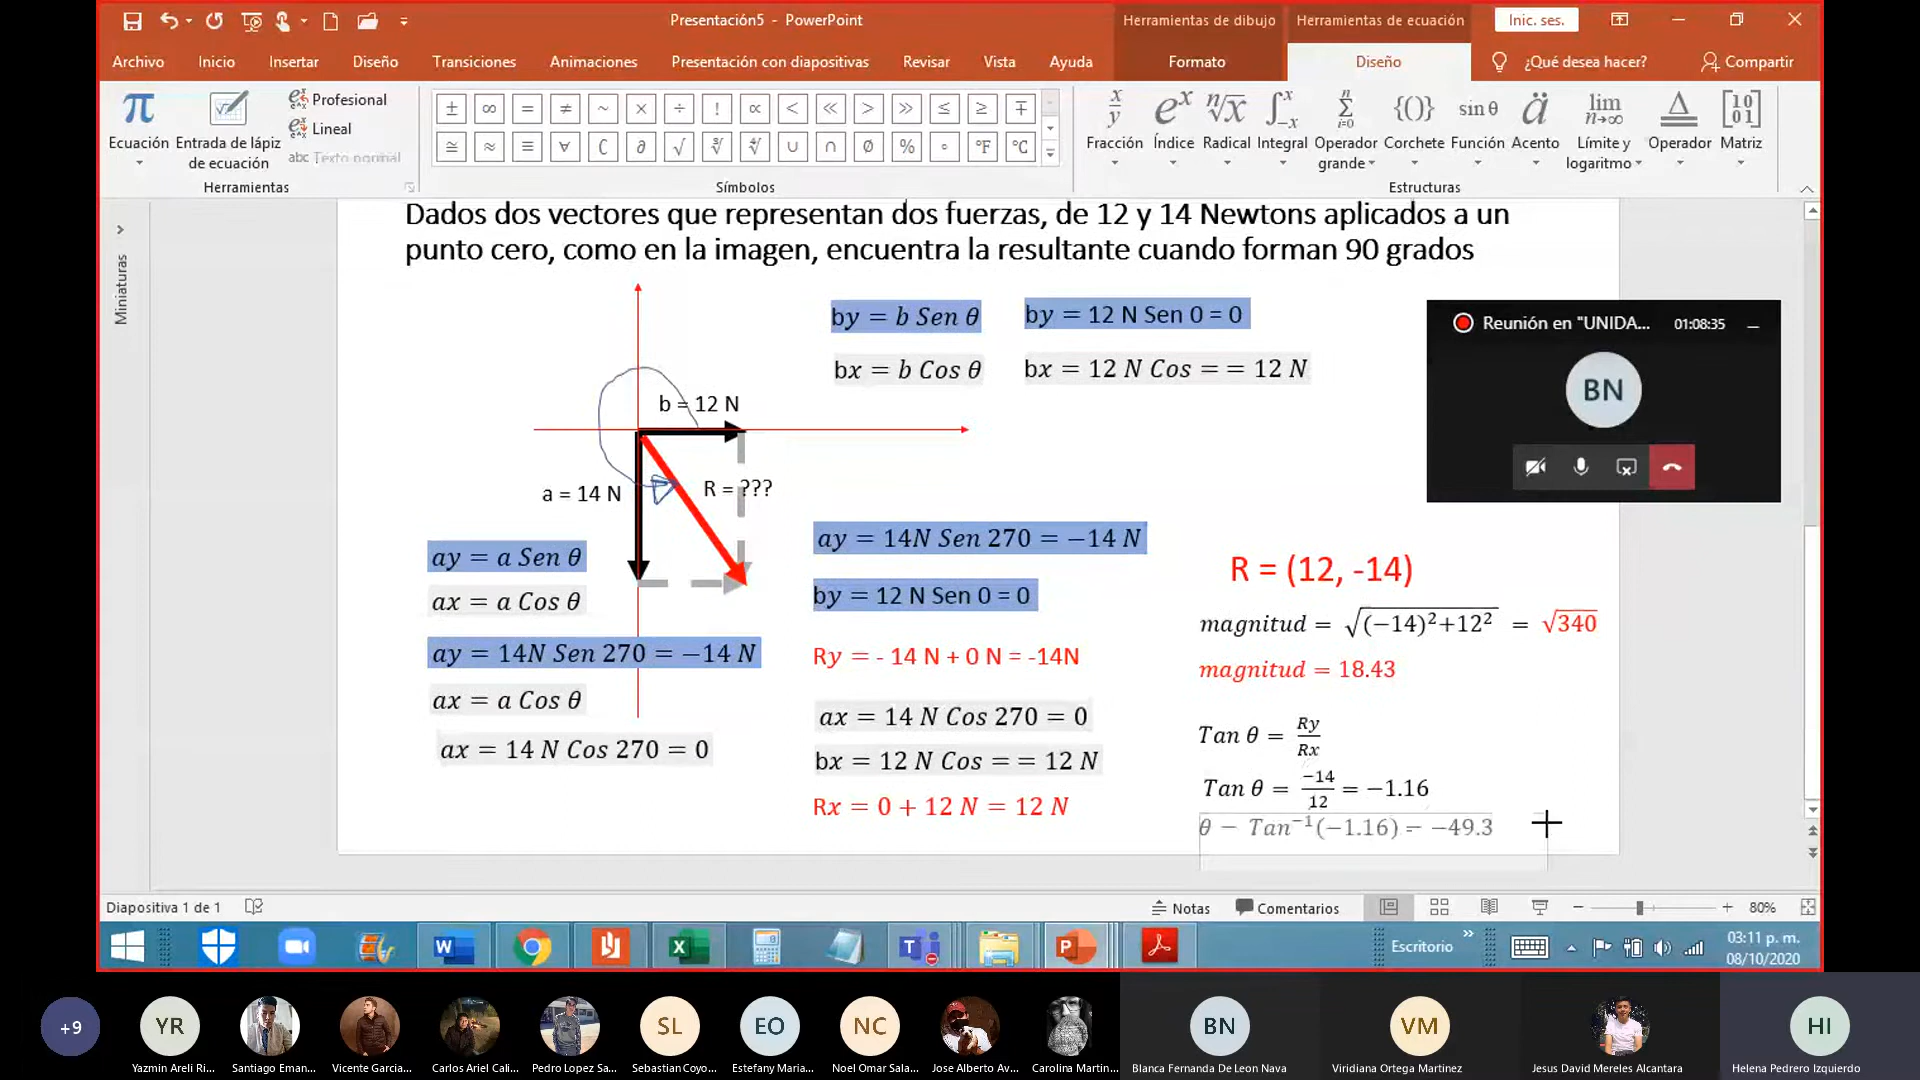 Presentación5 - PowerPoint
Herramientas de dibujo
Herramientas de ecuación
Inic. ses.
Archivo
Inicio
Insertar
Diseño
Transiciones
Animaciones
Presentación con diapositivas
Revisar
Vista
Ayuda
Formato
Diseño
¿Qué desea hacer?
Compartir
Ecuación
Entrada de lápiz de ecuación
Profesional
Lineal
abc Texto normal
Herramientas
± ∞ = ≠ ~ × ÷ ! ∝ < ≪ > ≫ ≤ ≥ ∓
≅ ≈ ≡ ∀ ∁ ∂ √ ∛ ∜ ∪ ∩ ∅ % ° °F °C
Símbolos
Fracción
Índice
Radical
Integral
Operador grande
Corchete
Función
Acento
Límite y logaritmo
Operador
Matriz
Estructuras
Miniaturas
Dados dos vectores que representan dos fuerzas, de 12 y 14 Newtons aplicados a un
punto cero, como en la imagen, encuentra la resultante cuando forman 90 grados
by = b Sen θ
by = 12 N Sen 0 = 0
bx = b Cos θ
bx = 12 N Cos = = 12 N
b = 12 N
a = 14 N
R = ???
ay = a Sen θ
ax = a Cos θ
ay = 14N Sen 270 = −14 N
ax = a Cos θ
ax = 14 N Cos 270 = 0
ay = 14N Sen 270 = −14 N
by = 12 N Sen 0 = 0
Ry = - 14 N + 0 N = -14N
ax = 14 N Cos 270 = 0
bx = 12 N Cos = = 12 N
Rx = 0 + 12 N = 12 N
R = (12, -14)
magnitud = √(−14)²+12² = √340
magnitud = 18.43
Tan θ = Ry/Rx
Tan θ = −14/12 = −1.16
θ = Tan⁻¹(−1.16) = −49.3
Reunión en "UNIDA...
01:08:35
BN
Diapositiva 1 de 1
Notas
Comentarios
80%
Escritorio
03:11 p. m.
08/10/2020
+9
YR
SL
EO
NC
BN
VM
HI
Yazmin Areli Ri...
Santiago Eman...
Vicente Garcia...
Carlos Ariel Cali...
Pedro Lopez Sa...
Sebastian Coyo...
Estefany Maria...
Noel Omar Sala...
Jose Alberto Av...
Carolina Martin...
Blanca Fernanda De Leon Nava
Viridiana Ortega Martinez
Jesus David Mereles Alcantara
Helena Pedrero Izquierdo